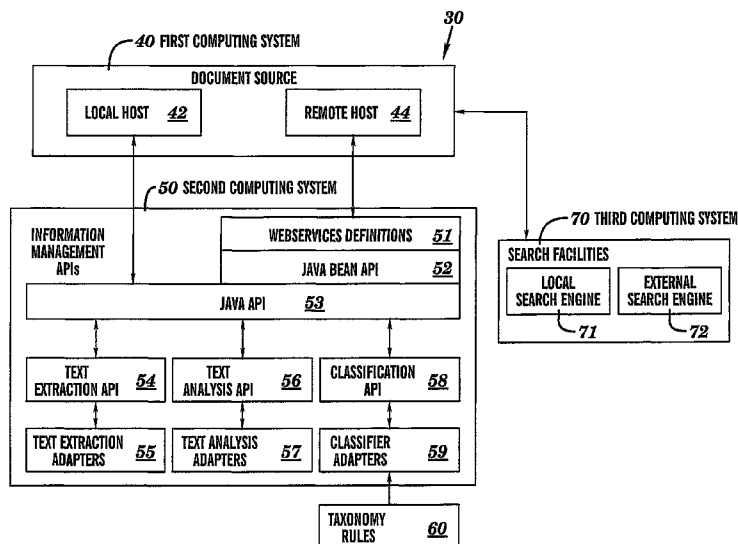 30
40 FIRST COMPUTING SYSTEM
DOCUMENT SOURCE
LOCAL HOST 42
REMOTE HOST 44
50 SECOND COMPUTING SYSTEM
INFORMATION
MANAGEMENT
APIs
WEBSERVICES DEFINITIONS 51
JAVA BEAN API 52
JAVA API 53
TEXT
EXTRACTION API 54
TEXT
ANALYSIS API 56
CLASSIFICATION
API 58
TEXT EXTRACTION
ADAPTERS 55
TEXT ANALYSIS
ADAPTERS 57
CLASSIFIER
ADAPTERS 59
TAXONOMY
RULES 60
70 THIRD COMPUTING SYSTEM
SEARCH FACILITIES
LOCAL
SEARCH ENGINE
71
EXTERNAL
SEARCH ENGINE
72